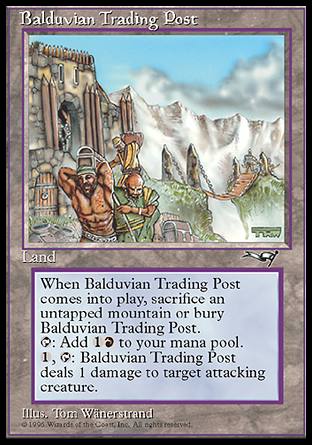 Balduvian Trading Post
Land
When Balduvian Trading Post
comes into play, sacrifice an
untapped mountain or bury
Balduvian Trading Post.
: Add 1 to your mana pool.
1, : Balduvian Trading Post
deals 1 damage to target attacking
creature.
Illus. Tom Wänerstrand
© 1996 Wizards of the Coast, Inc. All rights reserved.